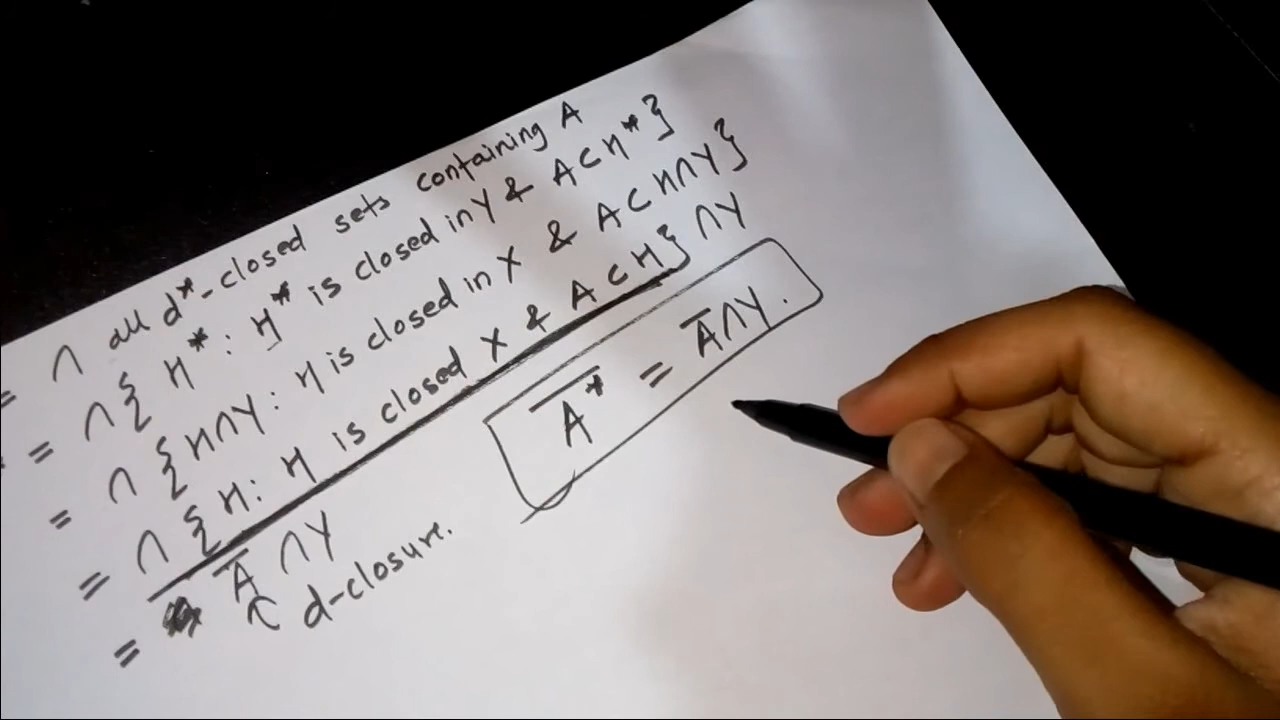 = ∩ all d*-closed sets containing A
= ∩ { H* : H* is closed in Y & A ⊂ H* }
= ∩ { H∩Y : H is closed in X & A ⊂ H∩Y }
= ∩ { H : H is closed X & A ⊂ H } ∩ Y
= A̅ ∩ Y
d-closure.
A̅* = A̅ ∩ Y .